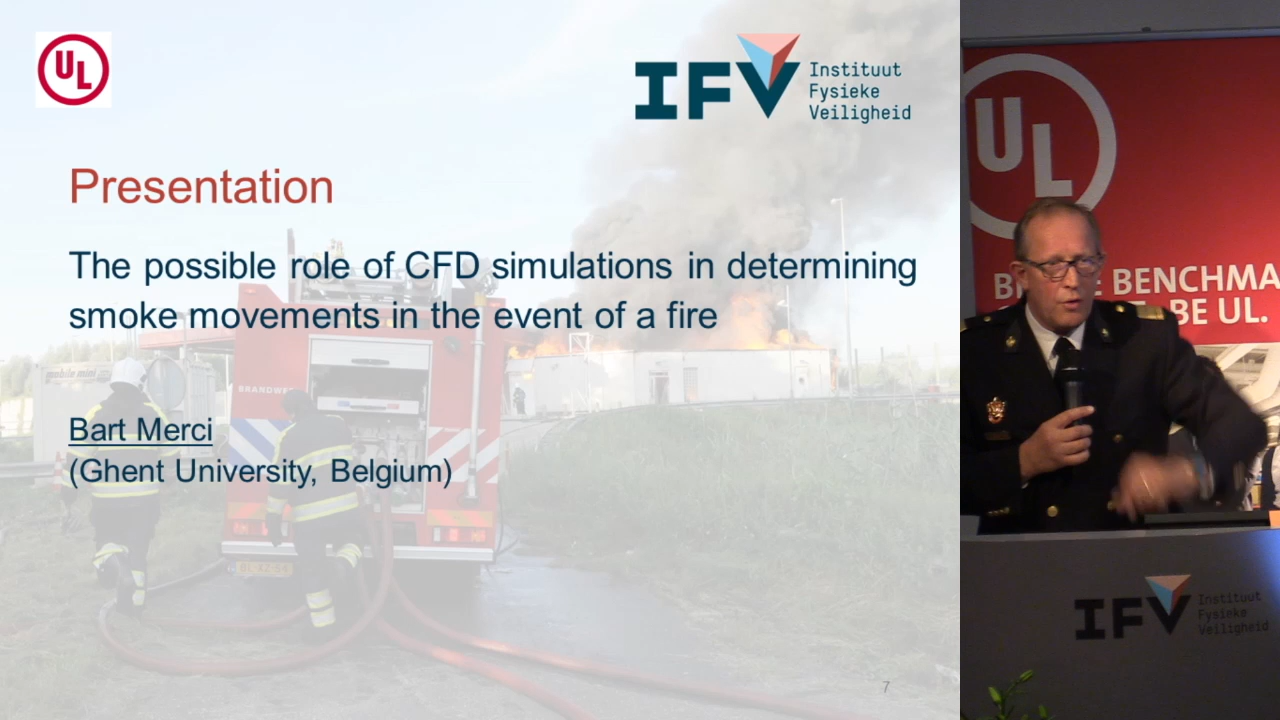 UL
IFV Instituut
Fysieke
Veiligheid
Presentation
The possible role of CFD simulations in determining
smoke movements in the event of a fire
Bart Merci
(Ghent University, Belgium)
7
UL
BENCHMA
BE UL.
IFV Instituut
Fysieke
Veiligheid